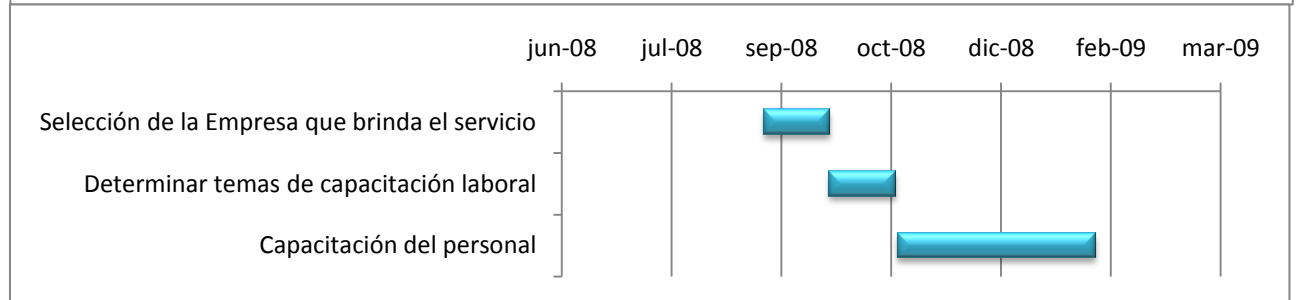 jun-08 jul-08 sep-08 oct-08 dic-08 feb-09 mar-09
Selección de la Empresa que brinda el servicio
Determinar temas de capacitación laboral
Capacitación del personal